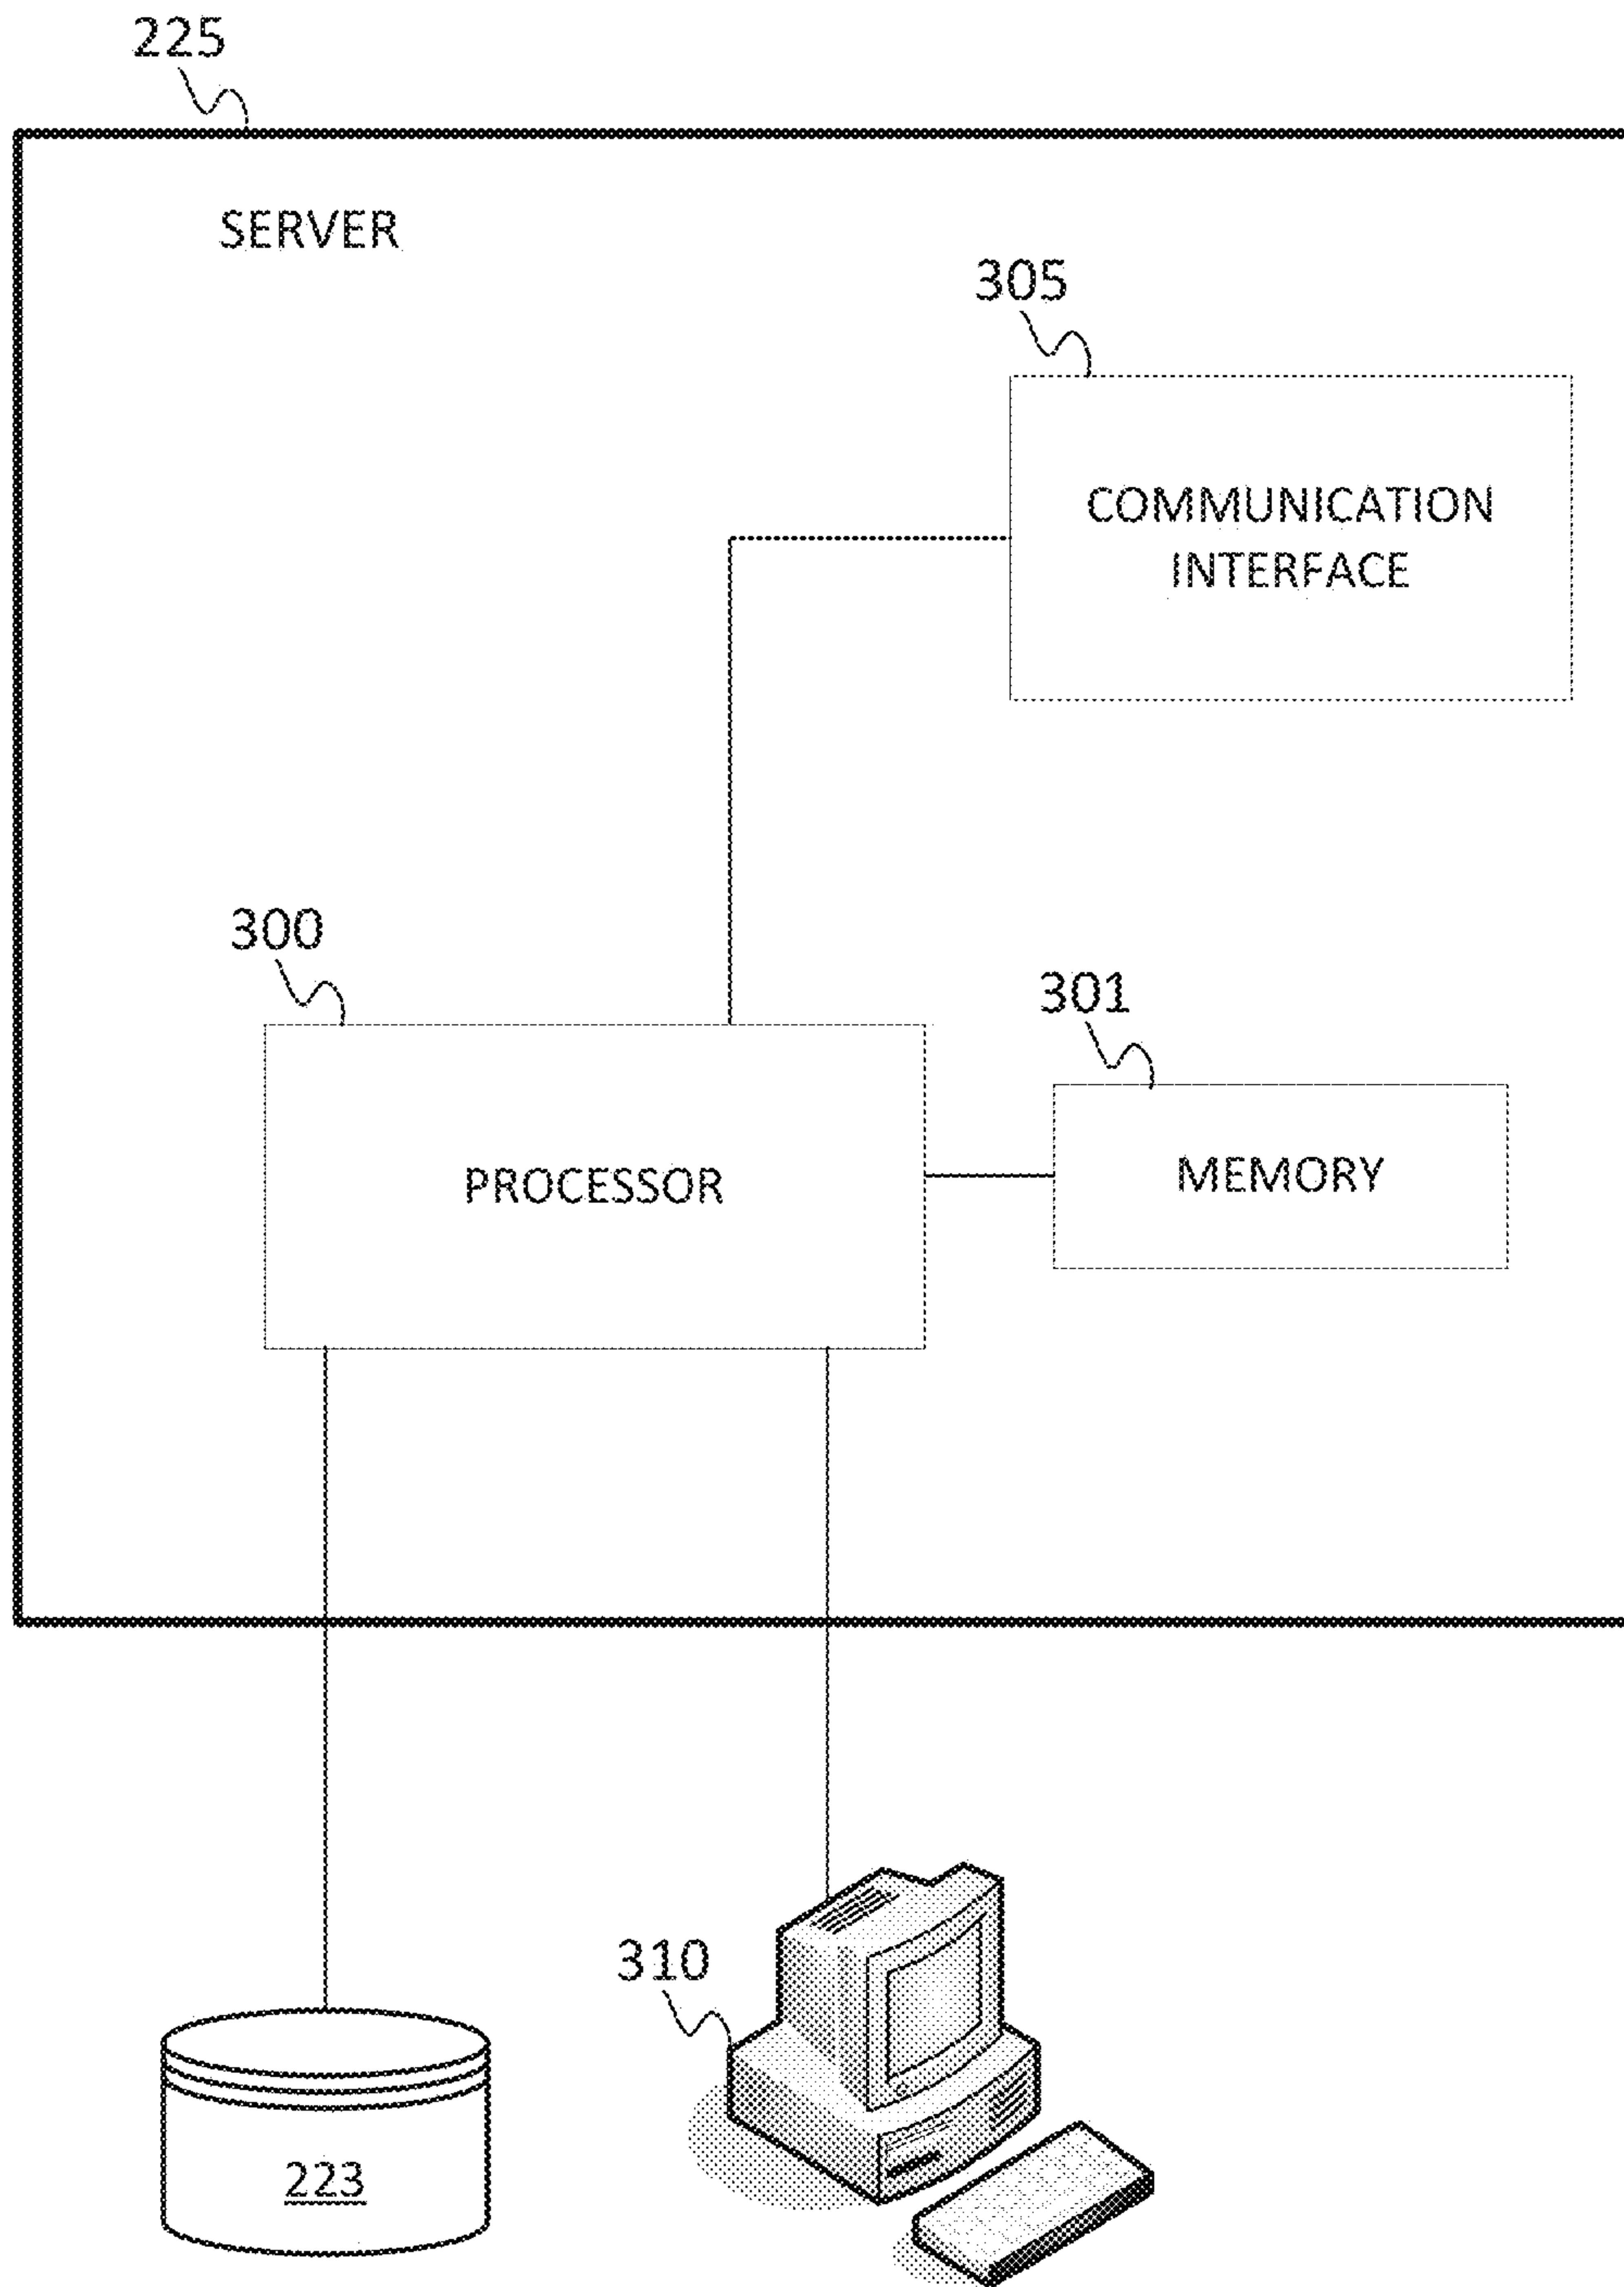 225
SERVER
305
COMMUNICATION
INTERFACE
300
301
PROCESSOR
MEMORY
310
223